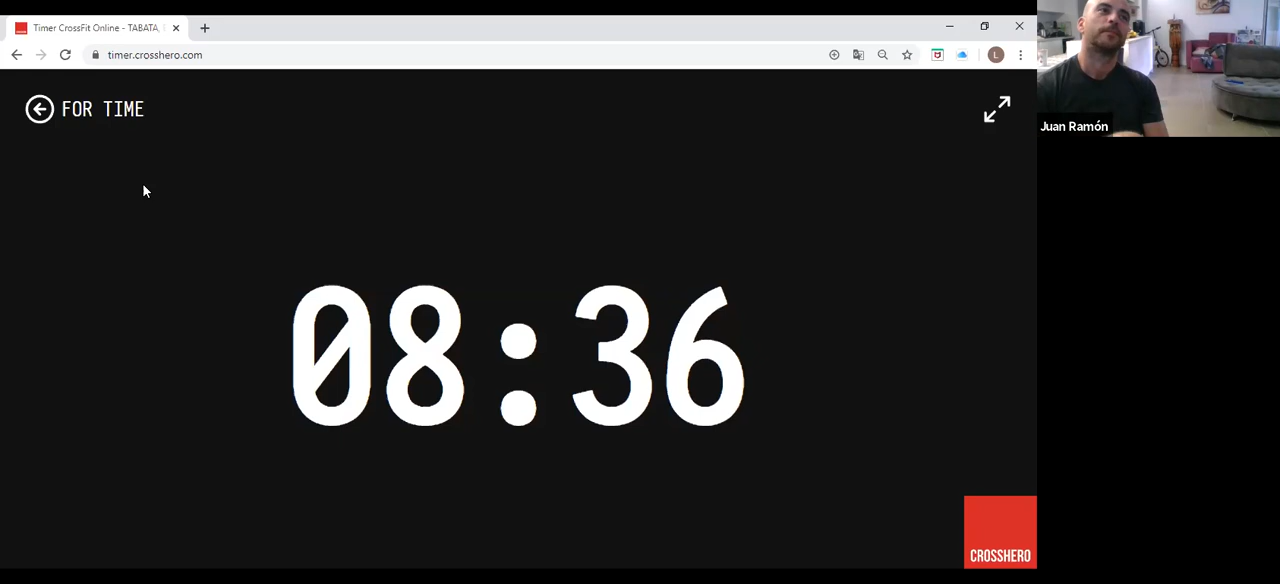 Timer CrossFit Online - TABATA,
timer.crosshero.com
L
FOR TIME
Juan Ramón
08:36
CROSSHERO